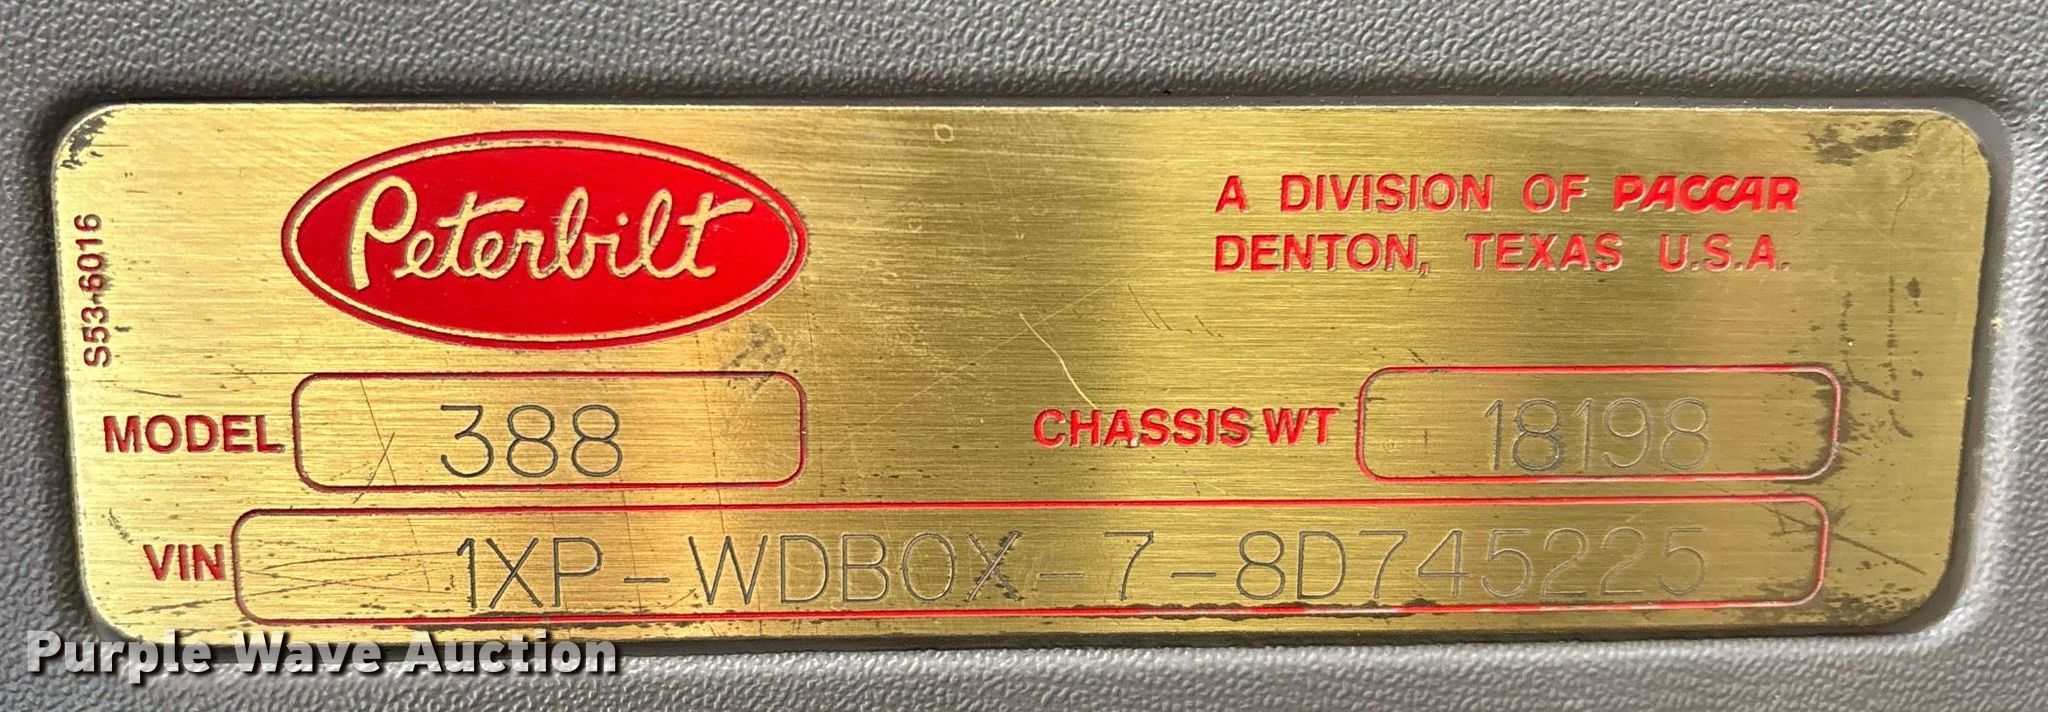 Peterbilt
A DIVISION OF PACCAR
DENTON, TEXAS U.S.A.
S53-6016
MODEL 388
CHASSIS WT 18198
VIN 1XP-WDBOX-7-8D745225
Purple Wave Auction